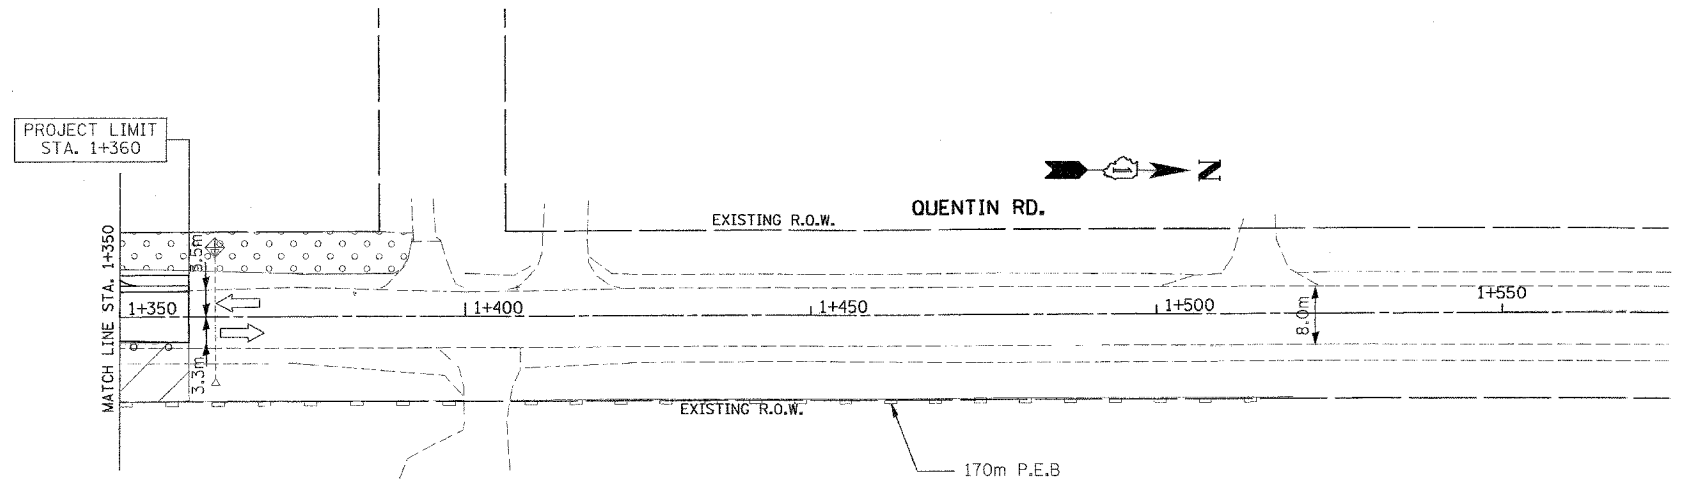 PROJECT LIMIT
STA. 1+360
MATCH LINE STA. 1+350
3.5m
3.3m
1+350
1+400
1+450
1+500
1+550
EXISTING R.O.W.
QUENTIN RD.
N
8.0m
EXISTING R.O.W.
170m P.E.B